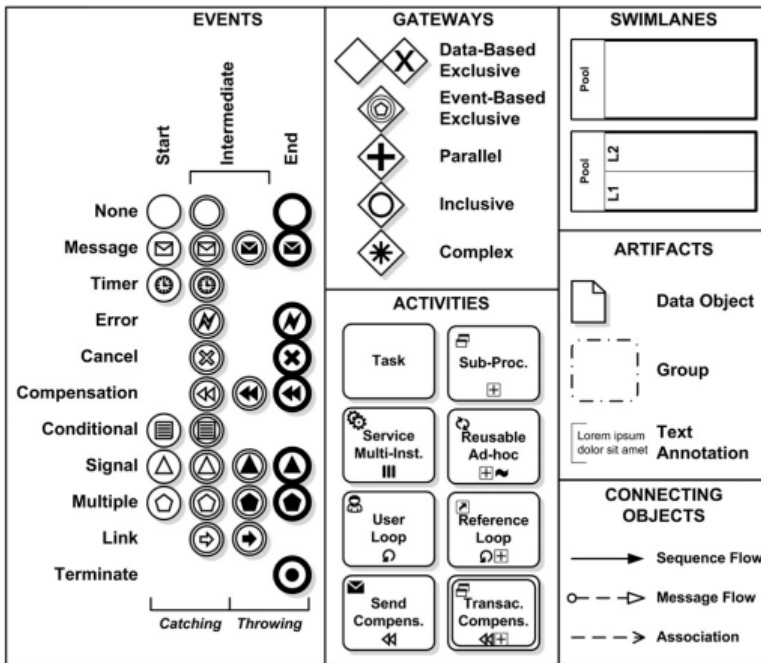 EVENTS
Start
Intermediate
End
None
Message
Timer
Error
Cancel
Compensation
Conditional
Signal
Multiple
Link
Terminate
Catching
Throwing
GATEWAYS
X
Data-Based
Exclusive
Event-Based
Exclusive
Parallel
Inclusive
Complex
ACTIVITIES
Task
Sub-Proc.
Service
Multi-Inst.
Reusable
Ad-hoc
User
Loop
Reference
Loop
Send
Compens.
Transac.
Compens.
SWIMLANES
Pool
Pool
L2
L1
ARTIFACTS
Data Object
Group
Lorem ipsum
dolor sit amet
Text
Annotation
CONNECTING
OBJECTS
Sequence Flow
Message Flow
Association